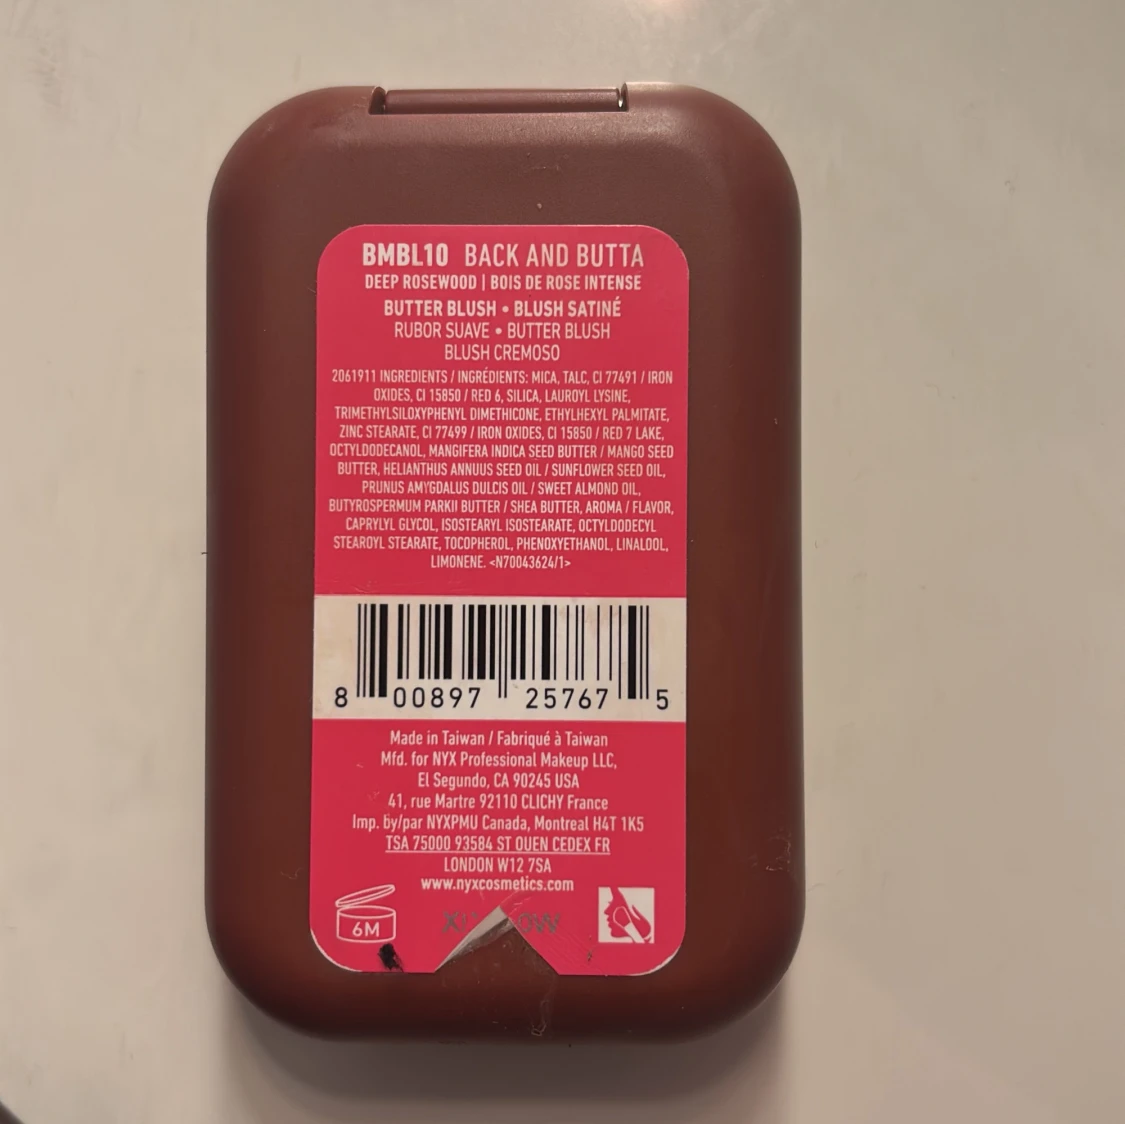 BMBL10 BACK AND BUTTA
DEEP ROSEWOOD | BOIS DE ROSE INTENSE
BUTTER BLUSH • BLUSH SATINÉ
RUBOR SUAVE • BUTTER BLUSH
BLUSH CREMOSO
2061911 INGREDIENTS / INGRÉDIENTS: MICA, TALC, CI 77491 / IRON
OXIDES, CI 15850 / RED 6, SILICA, LAUROYL LYSINE,
TRIMETHYLSILOXYPHENYL DIMETHICONE, ETHYLHEXYL PALMITATE,
ZINC STEARATE, CI 77499 / IRON OXIDES, CI 15850 / RED 7 LAKE,
OCTYLDODECANOL, MANGIFERA INDICA SEED BUTTER / MANGO SEED
BUTTER, HELIANTHUS ANNUUS SEED OIL / SUNFLOWER SEED OIL,
PRUNUS AMYGDALUS DULCIS OIL / SWEET ALMOND OIL,
BUTYROSPERMUM PARKII BUTTER / SHEA BUTTER, AROMA / FLAVOR,
CAPRYLYL GLYCOL, ISOSTEARYL ISOSTEARATE, OCTYLDODECYL
STEAROYL STEARATE, TOCOPHEROL, PHENOXYETHANOL, LINALOOL,
LIMONENE. <N70043624/1>
8 00897 25767 5
Made in Taiwan / Fabriqué à Taiwan
Mfd. for NYX Professional Makeup LLC,
El Segundo, CA 90245 USA
41, rue Martre 92110 CLICHY France
Imp. by/par NYXPMU Canada, Montreal H4T 1K5
TSA 75000 93584 ST OUEN CEDEX FR
LONDON W12 7SA
www.nyxcosmetics.com
6M